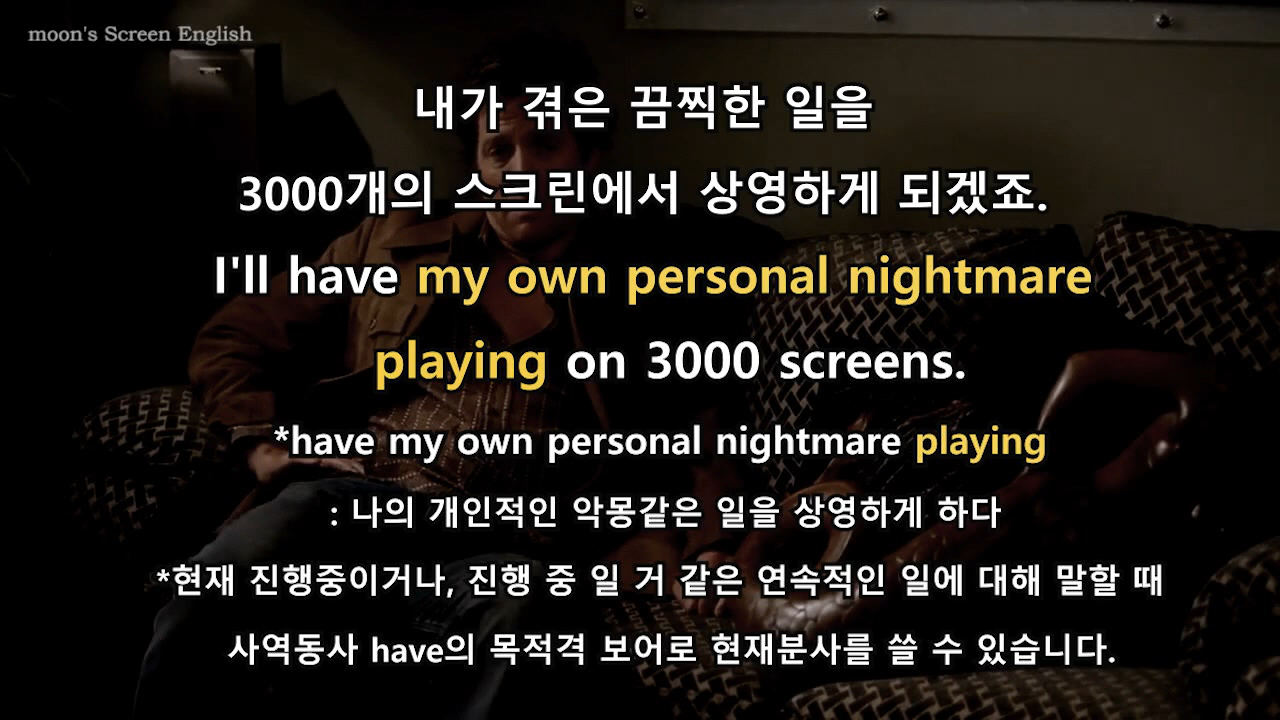 moon's Screen English
내가 겪은 끔찍한 일을
3000개의 스크린에서 상영하게 되겠죠.
I'll have my own personal nightmare
playing on 3000 screens.
*have my own personal nightmare playing
: 나의 개인적인 악몽같은 일을 상영하게 하다
*현재 진행중이거나, 진행 중 일 거 같은 연속적인 일에 대해 말할 때
사역동사 have의 목적격 보어로 현재분사를 쓸 수 있습니다.